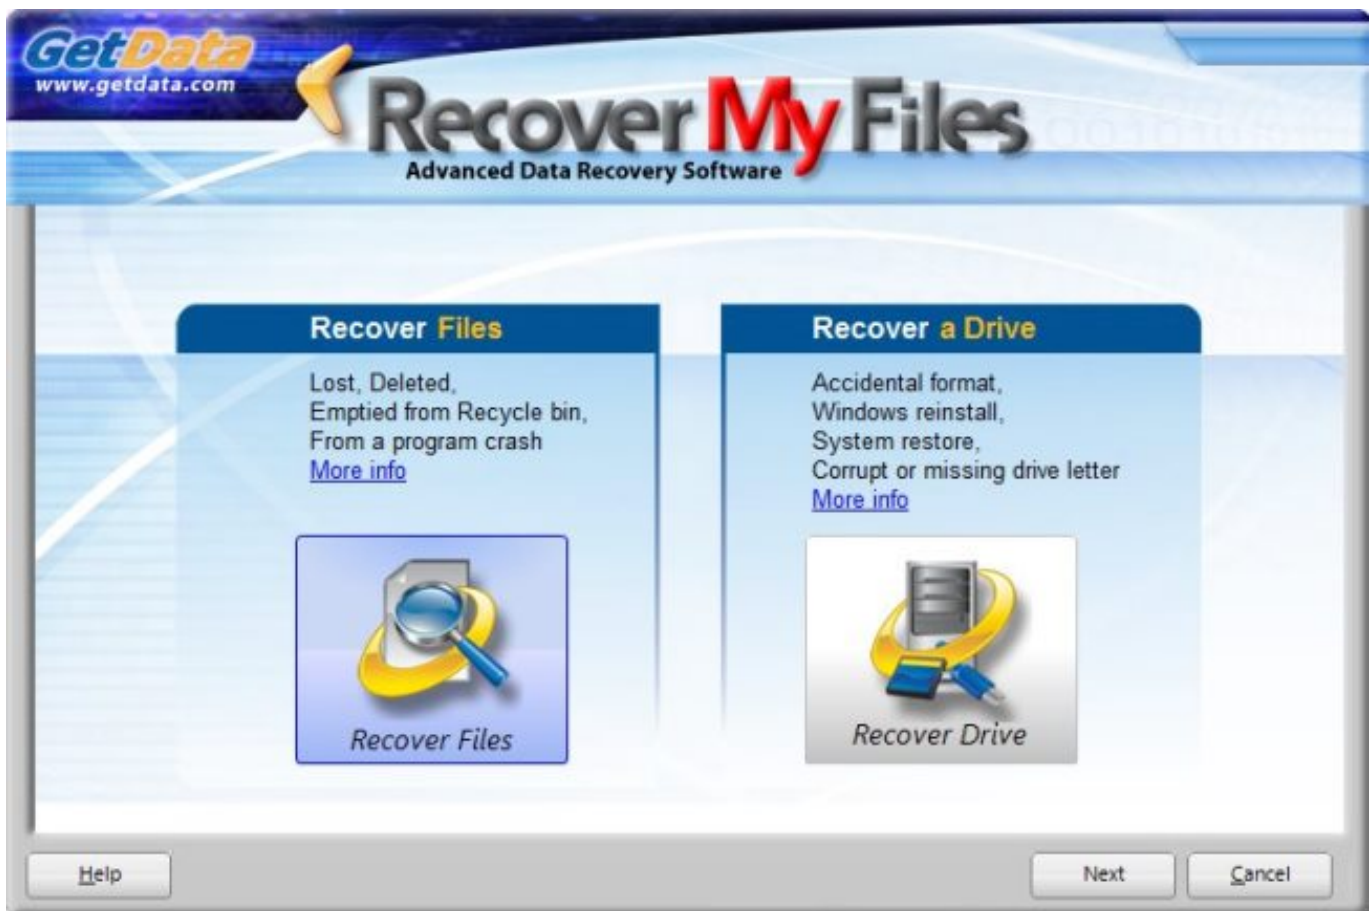 GetData
www.getdata.com
Recover My Files
Advanced Data Recovery Software
Recover Files
Lost, Deleted,
Emptied from Recycle bin,
From a program crash
More info
Recover Files
Recover a Drive
Accidental format,
Windows reinstall,
System restore,
Corrupt or missing drive letter
More info
Recover Drive
Help
Next
Cancel